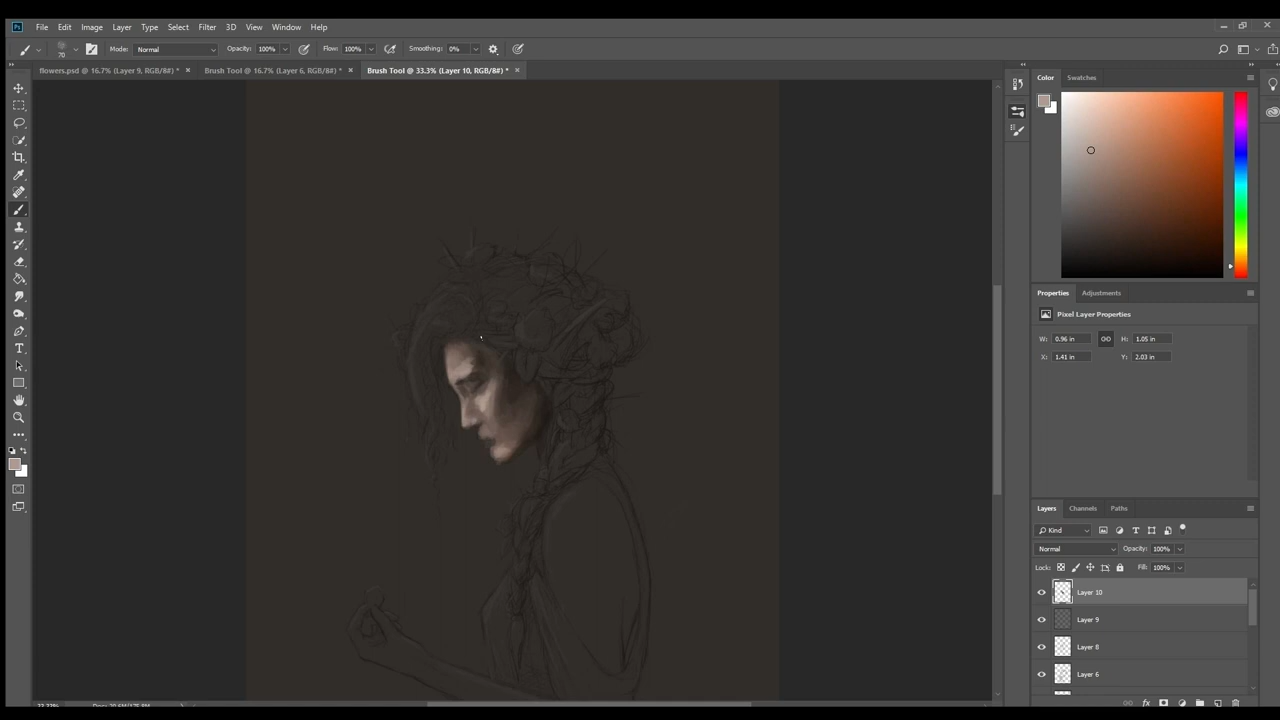 Ps File Edit Image Layer Type Select Filter 3D View Window Help
70 Mode: Normal Opacity: 100% Flow: 100% Smoothing: 0%
flowers.psd @ 16.7% (Layer 9, RGB/8#) * × Brush Tool @ 16.7% (Layer 6, RGB/8#) * × Brush Tool @ 33.3% (Layer 10, RGB/8#) * ×
Color Swatches
Properties Adjustments
Pixel Layer Properties
W: 0.96 in H: 1.05 in
X: 1.41 in Y: 2.03 in
Layers Channels Paths
Kind
Normal Opacity: 100%
Lock: Fill: 100%
Layer 10
Layer 9
Layer 8
Layer 6